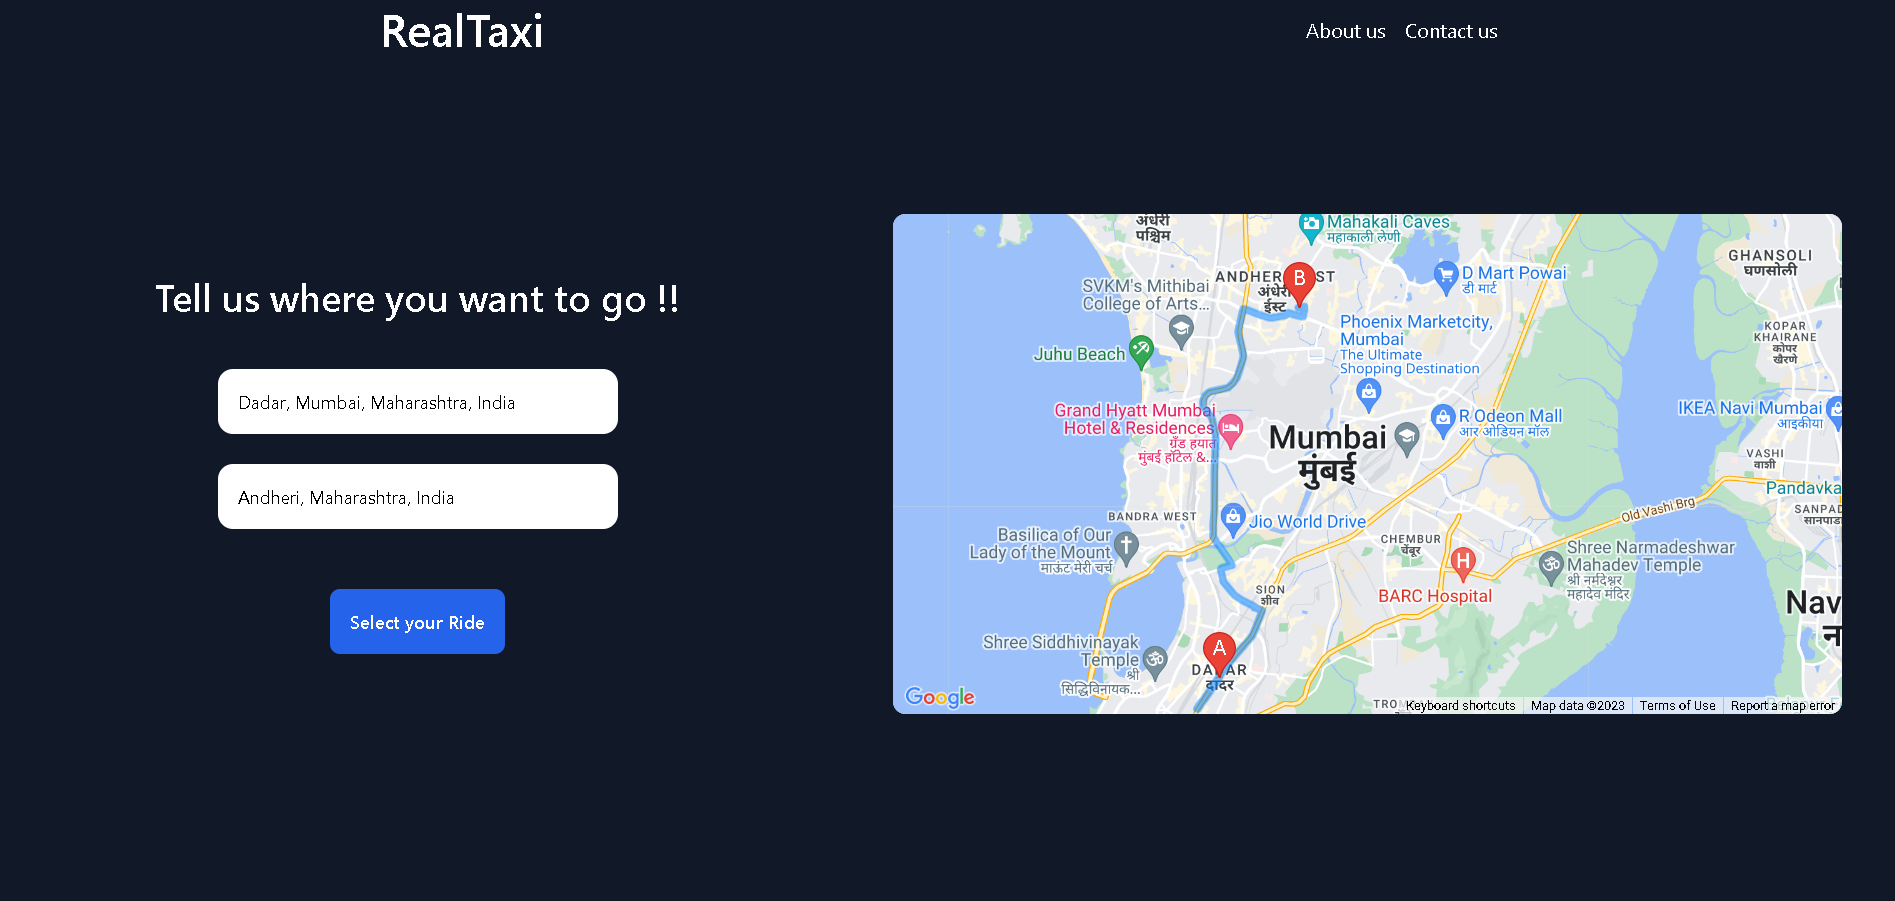 RealTaxi
About us
Contact us
Tell us where you want to go !!
Dadar, Mumbai, Maharashtra, India
Andheri, Maharashtra, India
Select your Ride
अंधेरी
पश्चिम
Mahakali Caves
महाकाली लेणी
GHANSOLI
घणसोली
D Mart Powai
डी मार्ट
B
अंधेरी
ईस्ट
SVKM's Mithibai
College of Arts...
Phoenix Marketcity,
Mumbai
The Ultimate
Shopping Destination
KOPAR
KHAIRANE
कोपर
खैरणे
Juhu Beach
Grand Hyatt Mumbai
Hotel & Residences
ग्रँड हयात
मुंबई हॉटेल &...
R Odeon Mall
आर ओडियन मॉल
IKEA Navi Mumbai
आइकीया
Mumbai
मुंबई
VASHI
वाशी
Pandavka
Old Vashi Brg
SANPAD
सानपाडा
BANDRA WEST
Jio World Drive
Basilica of Our
Lady of the Mount
माऊंट मेरी चर्च
CHEMBUR
चेंबूर
H
BARC Hospital
Shree Narmadeshwar
Mahadev Temple
श्री नर्मदेश्वर
महादेव मंदिर
SION
शीव
Nav
न
Shree Siddhivinayak
Temple
श्री
सिद्धिविनायक...
A
दादर
Google
TROM
Keyboard shortcuts
Map data ©2023
Terms of Use
Report a map error